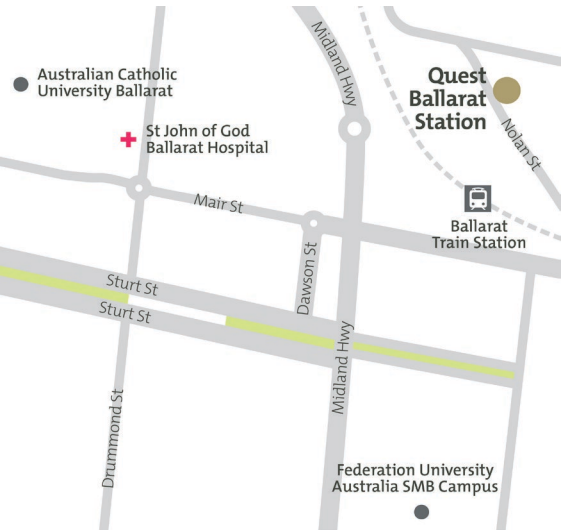 Midland Hwy
Australian Catholic
University Ballarat
Quest
Ballarat
Station
St John of God
Ballarat Hospital
Nolan St
Mair St
Ballarat
Train Station
Dawson St
Sturt St
Sturt St
Midland Hwy
Drummond St
Federation University
Australia SMB Campus